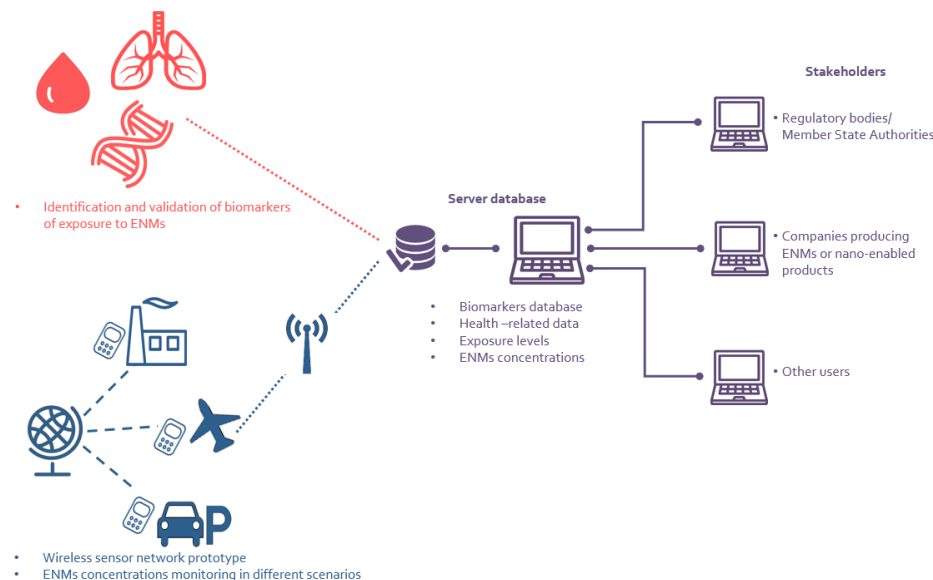 Stakeholders
• Regulatory bodies/
Member State Authorities
• Identification and validation of biomarkers
of exposure to ENMs
Server database
• Companies producing
ENMs or nano-enabled
products
• Biomarkers database
• Health –related data
• Exposure levels
• ENMs concentrations
• Other users
P
• Wireless sensor network prototype
• ENMs concentrations monitoring in different scenarios